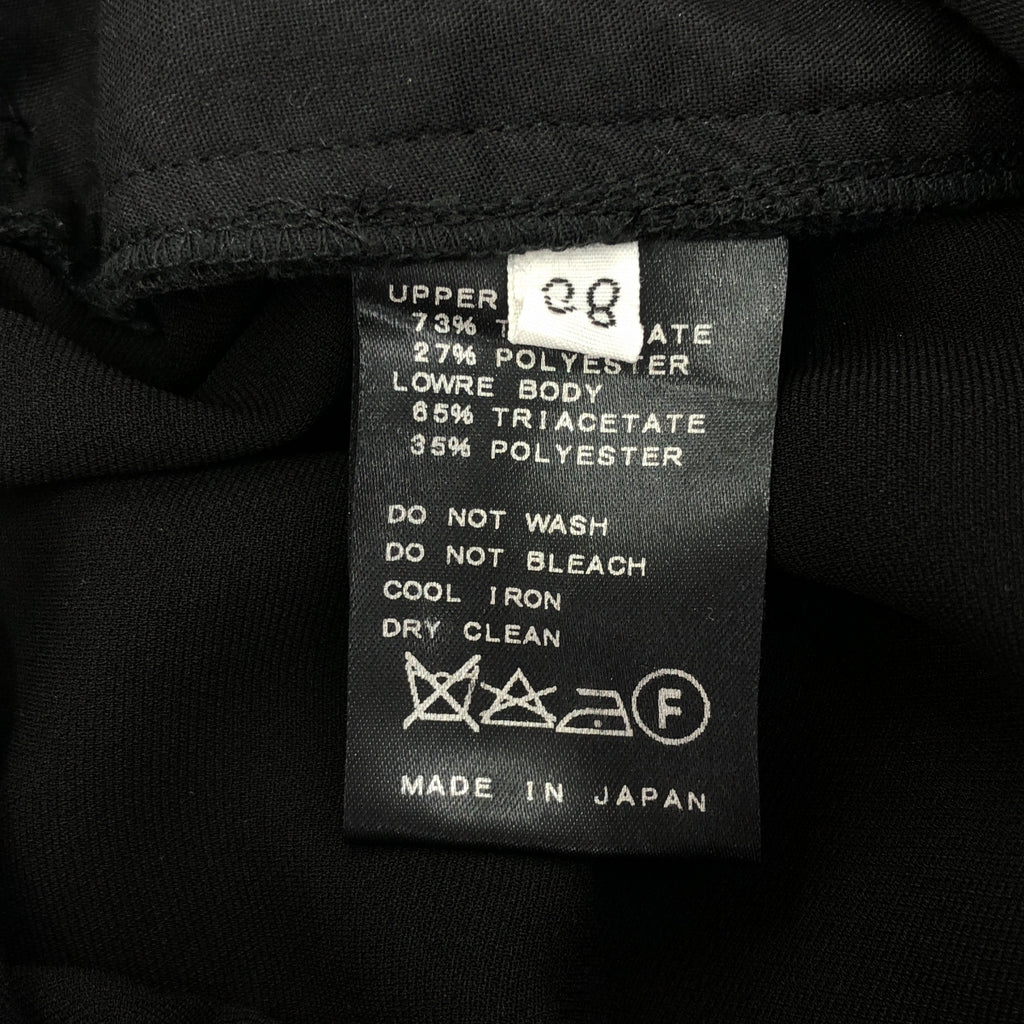 UPPER
73%
27% POLYESTER
LOWRE BODY
65% TRIACETATE
35% POLYESTER
DO NOT WASH
DO NOT BLEACH
COOL IRON
DRY CLEAN
F
MADE IN JAPAN